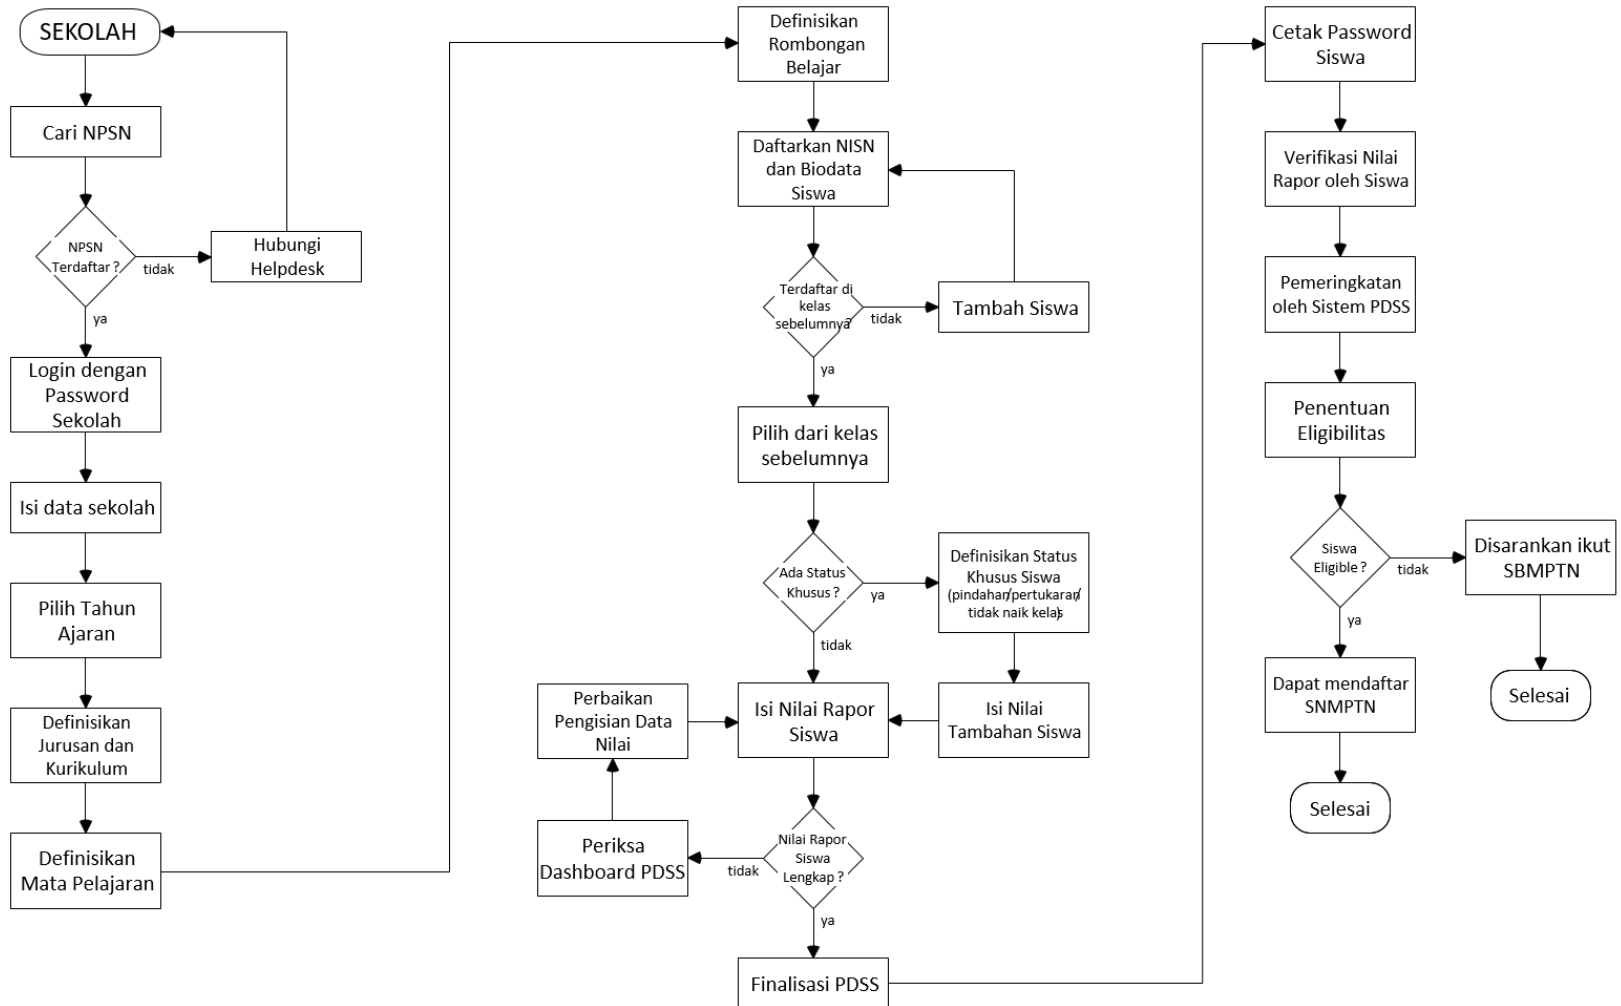 SEKOLAH
Cari NPSN
NPSN
Terdaftar ?
tidak
Hubungi
Helpdesk
ya
Login dengan
Password
Sekolah
Isi data sekolah
Pilih Tahun
Ajaran
Definisikan
Jurusan dan
Kurikulum
Definisikan
Mata Pelajaran
Definisikan
Rombongan
Belajar
Daftarkan NISN
dan Biodata
Siswa
Terdaftar di
kelas
sebelumnya?
tidak
Tambah Siswa
ya
Pilih dari kelas
sebelumnya
Ada Status
Khusus ?
ya
Definisikan Status
Khusus Siswa
(pindahan/pertukaran/
tidak naik kelas)
tidak
Isi Nilai
Tambahan Siswa
Isi Nilai Rapor
Siswa
Perbaikan
Pengisian Data
Nilai
Nilai Rapor
Siswa
Lengkap ?
tidak
Periksa
Dashboard PDSS
ya
Finalisasi PDSS
Cetak Password
Siswa
Verifikasi Nilai
Rapor oleh Siswa
Pemeringkatan
oleh Sistem PDSS
Penentuan
Eligibilitas
Siswa
Eligible ?
tidak
Disarankan ikut
SBMPTN
Selesai
ya
Dapat mendaftar
SNMPTN
Selesai